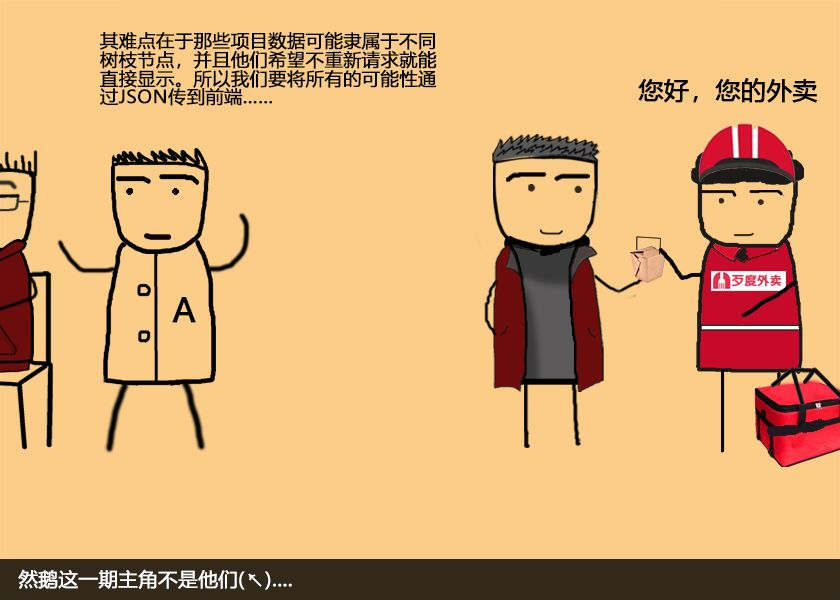 其难点在于那些项目数据可能隶属于不同
树枝节点，并且他们希望不重新请求就能
直接显示。所以我们要将所有的可能性通
过JSON传到前端……
您好，您的外卖
A
歹度外卖
然鹅这一期主角不是他们(↖)....